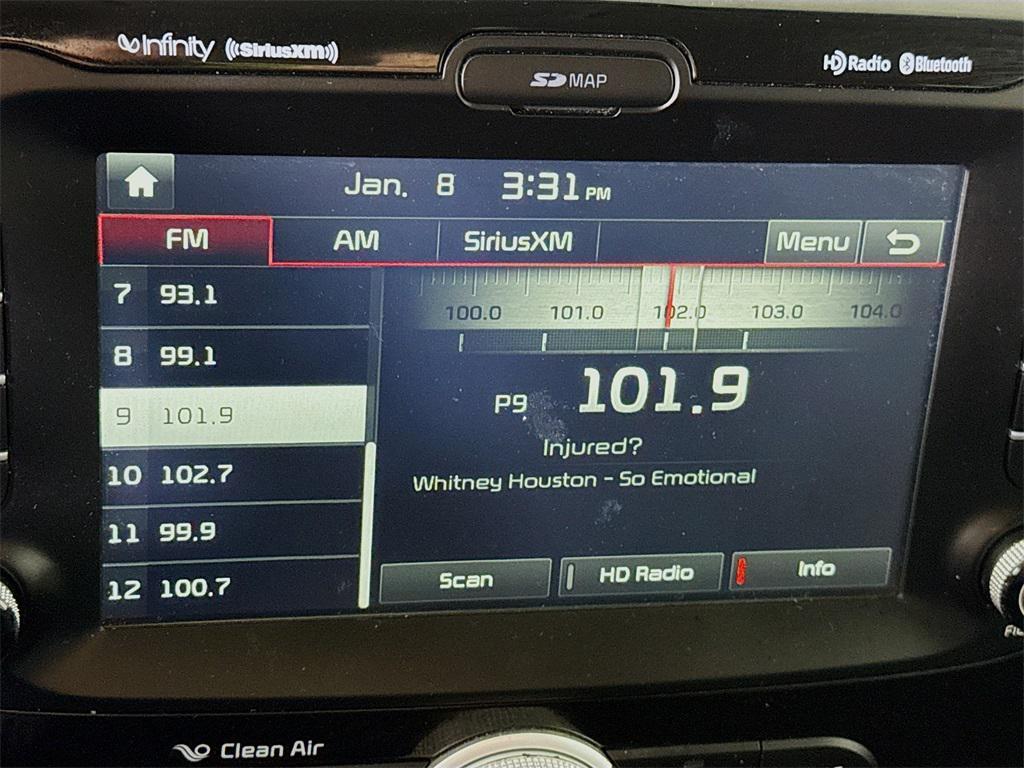 Infinity SiriusXM
SD MAP
HD Radio Bluetooth
Jan. 8 3:31 PM
FM AM SiriusXM Menu
7 93.1
8 99.1
9 101.9
10 102.7
11 99.9
12 100.7
100.0 101.0 102.0 103.0 104.0
P9 101.9
Injured?
Whitney Houston - So Emotional
Scan HD Radio Info
Clean Air